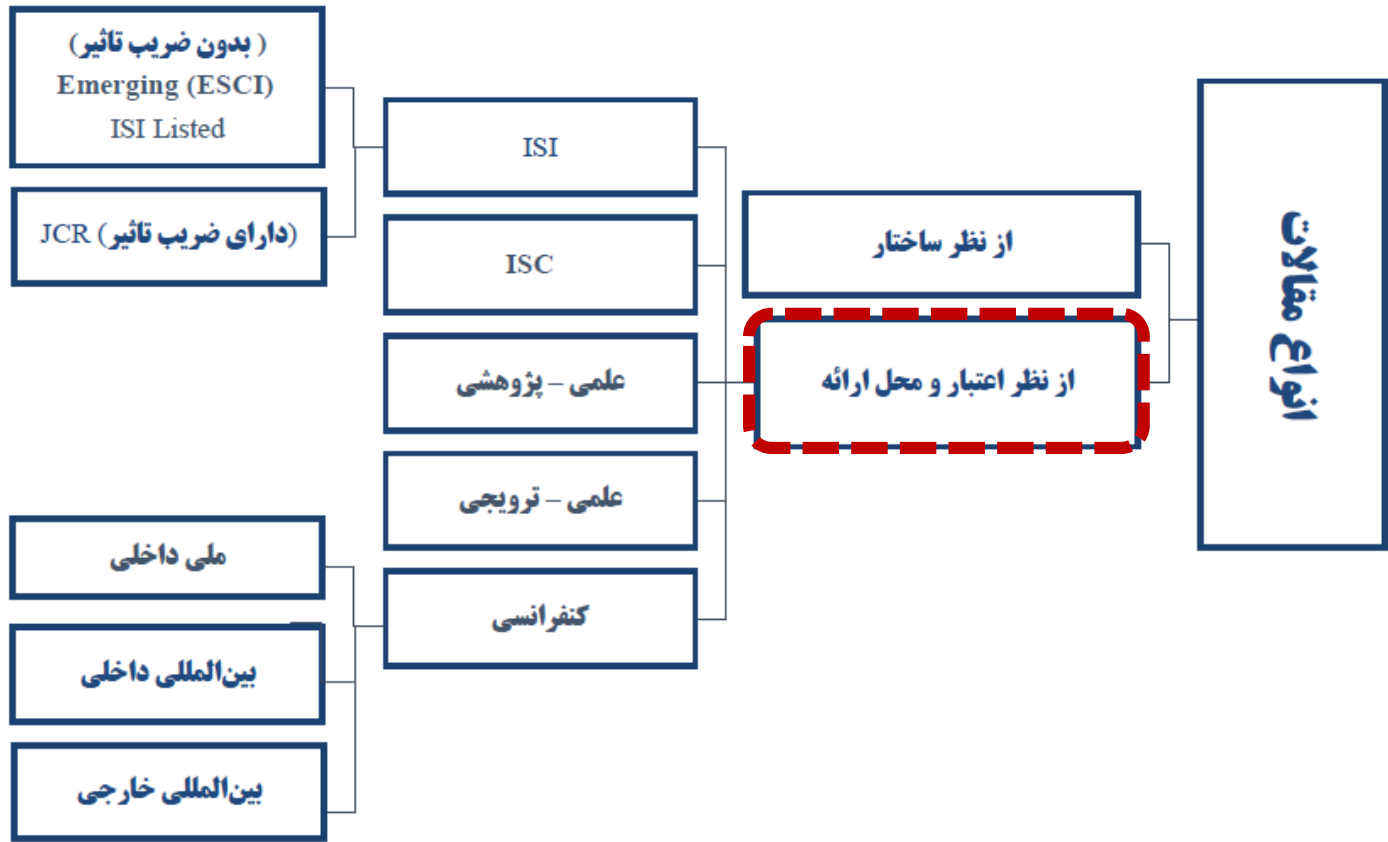 انواع مقالات
از نظر ساختار
از نظر اعتبار و محل ارائه
ISI
ISC
علمی – پژوهشی
علمی – ترویجی
کنفرانسی
( بدون ضریب تاثیر)
Emerging (ESCI)
ISI Listed
JCR (دارای ضریب تاثیر)
ملی داخلی
بین‌المللی داخلی
بین‌المللی خارجی